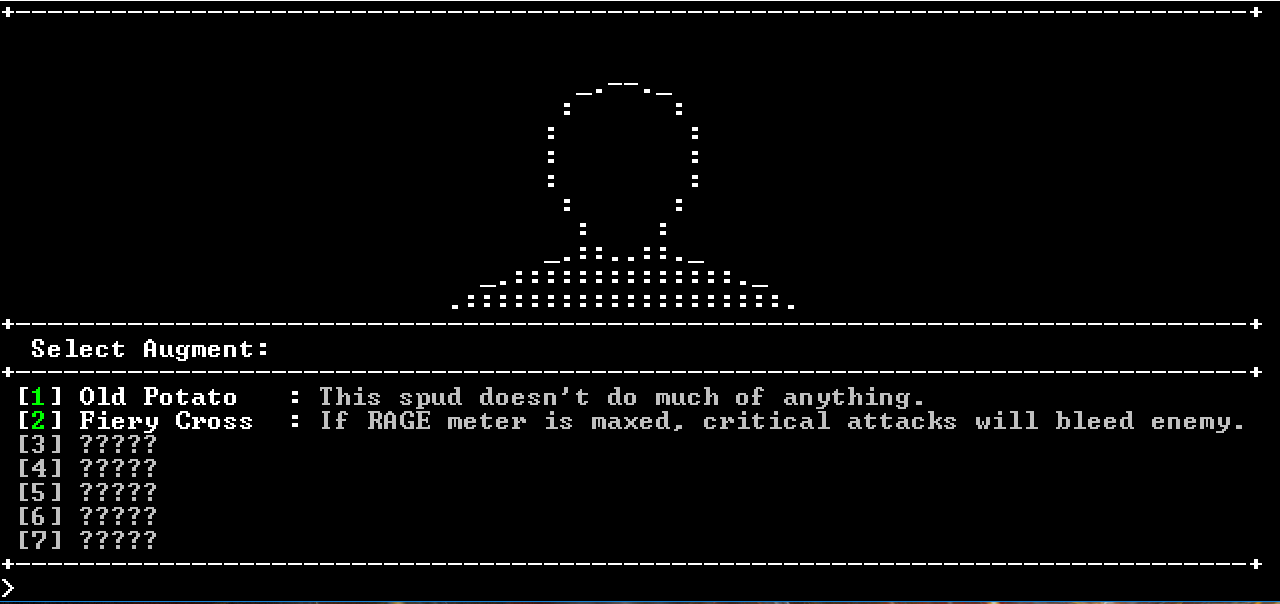 Select Augment:
[1] Old Potato : This spud doesn't do much of anything.
[2] Fiery Cross : If RAGE meter is maxed, critical attacks will bleed enemy.
[3] ?????
[4] ?????
[5] ?????
[6] ?????
[7] ?????
>